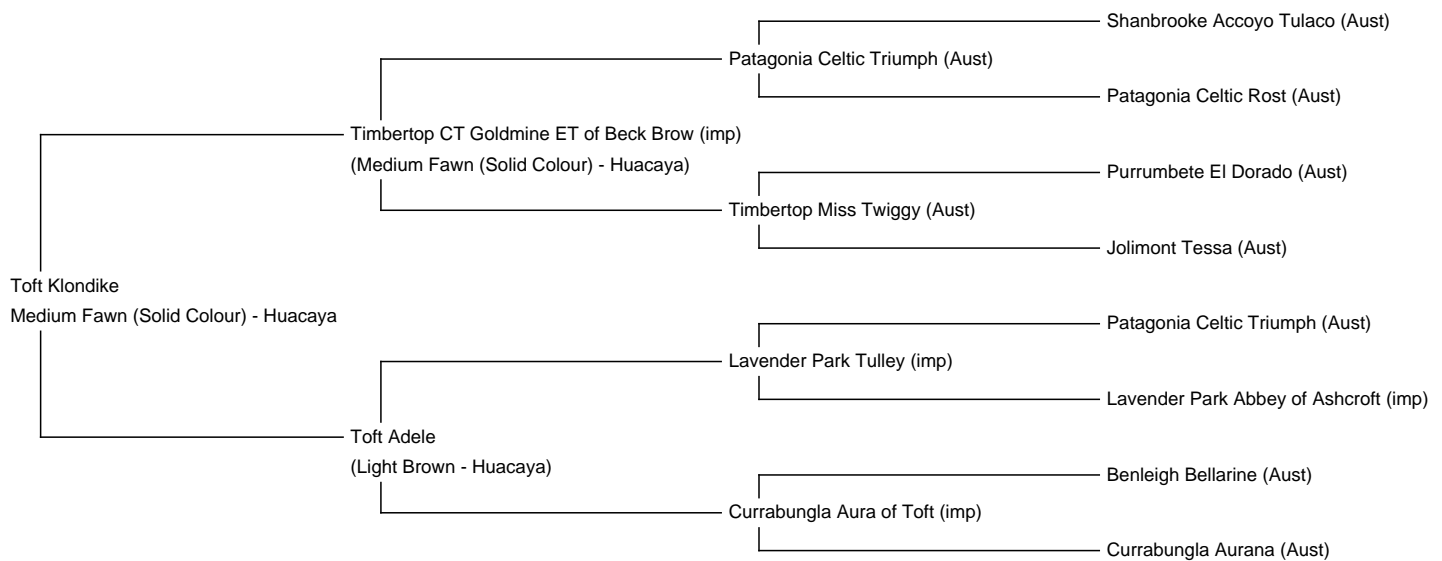 Shanbrooke Accoyo Tulaco (Aust)
Patagonia Celtic Triumph (Aust)
Patagonia Celtic Rost (Aust)
Timbertop CT Goldmine ET of Beck Brow (imp)
(Medium Fawn (Solid Colour) - Huacaya)
Purrumbete El Dorado (Aust)
Timbertop Miss Twiggy (Aust)
Jolimont Tessa (Aust)
Toft Klondike
Medium Fawn (Solid Colour) - Huacaya
Patagonia Celtic Triumph (Aust)
Lavender Park Tulley (imp)
Lavender Park Abbey of Ashcroft (imp)
Toft Adele
(Light Brown - Huacaya)
Benleigh Bellarine (Aust)
Currabungla Aura of Toft (imp)
Currabungla Aurana (Aust)